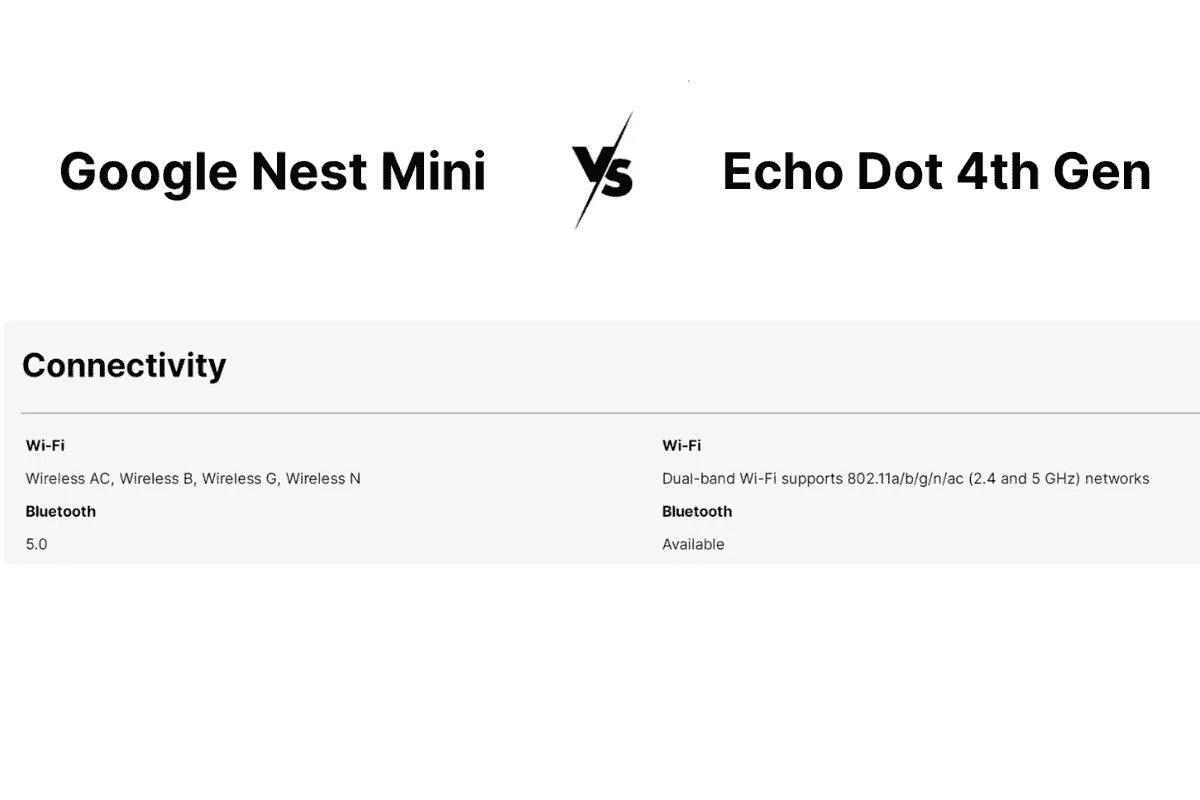 Google Nest Mini
VS
Echo Dot 4th Gen
Connectivity
Wi-Fi
Wireless AC, Wireless B, Wireless G, Wireless N
Bluetooth
5.0
Wi-Fi
Dual-band Wi-Fi supports 802.11a/b/g/n/ac (2.4 and 5 GHz) networks
Bluetooth
Available